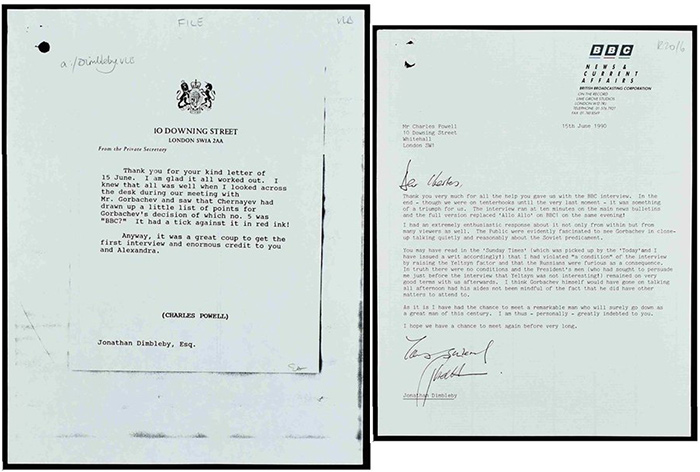 FILE
VLB
a:/Dimbleby VLB
10 DOWNING STREET
LONDON SW1A 2AA
From the Private Secretary
Thank you for your kind letter of
15 June. I am glad it all worked out. I
knew that all was well when I looked across
the desk during our meeting with
Mr. Gorbachev and saw that Chernayev had
drawn up a little list of points for
Gorbachev's decision of which no. 5 was
"BBC?" It had a tick against it in red ink!
Anyway, it was a great coup to get the
first interview and enormous credit to you
and Alexandra.
(CHARLES POWELL)
Jonathan Dimbleby, Esq.
BBC
NEWS &
CURRENT
AFFAIRS
BRITISH BROADCASTING CORPORATION
ON THE RECORD
LIME GROVE STUDIOS
LONDON W12 7RJ
Mr Charles Powell
10 Downing Street
Whitehall
London SW1
15th June 1990
Dear Charles,
Thank you very much for all the help you gave us with the BBC interview. In the
end - though we were on tenterhooks until the very last moment - it was something
of a triumph for us. The interview ran at ten minutes on the main news bulletins
and the full version replaced 'Allo Allo' on BBC1 on the same evening!
I had an extremely enthusiastic response about it not only from within but from
many viewers as well. The Public were evidently fascinated to see Gorbachev in close-
up talking quietly and reasonably about the Soviet predicament.
You may have read in the 'Sunday Times' (which was picked up by the 'Today' and I
have issued a writ accordingly!) that I had violated "a condition" of the interview
by raising the Yeltsyn factor and that the Russians were furious as a consequence.
In truth there were no conditions and the President's men (who had sought to persuade
me just before the interview that Yeltsyn was not interesting!) remained on very
good terms with us afterwards. I think Gorbachev himself would have gone on talking
all afternoon had his aides not been mindful of the fact that he did have other
matters to attend to.
As it is I have had the chance to meet a remarkable man who will surely go down as
a great man of this century. I am thus - personally - greatly indebted to you.
I hope we have a chance to meet again before very long.
Jonathan Dimbleby